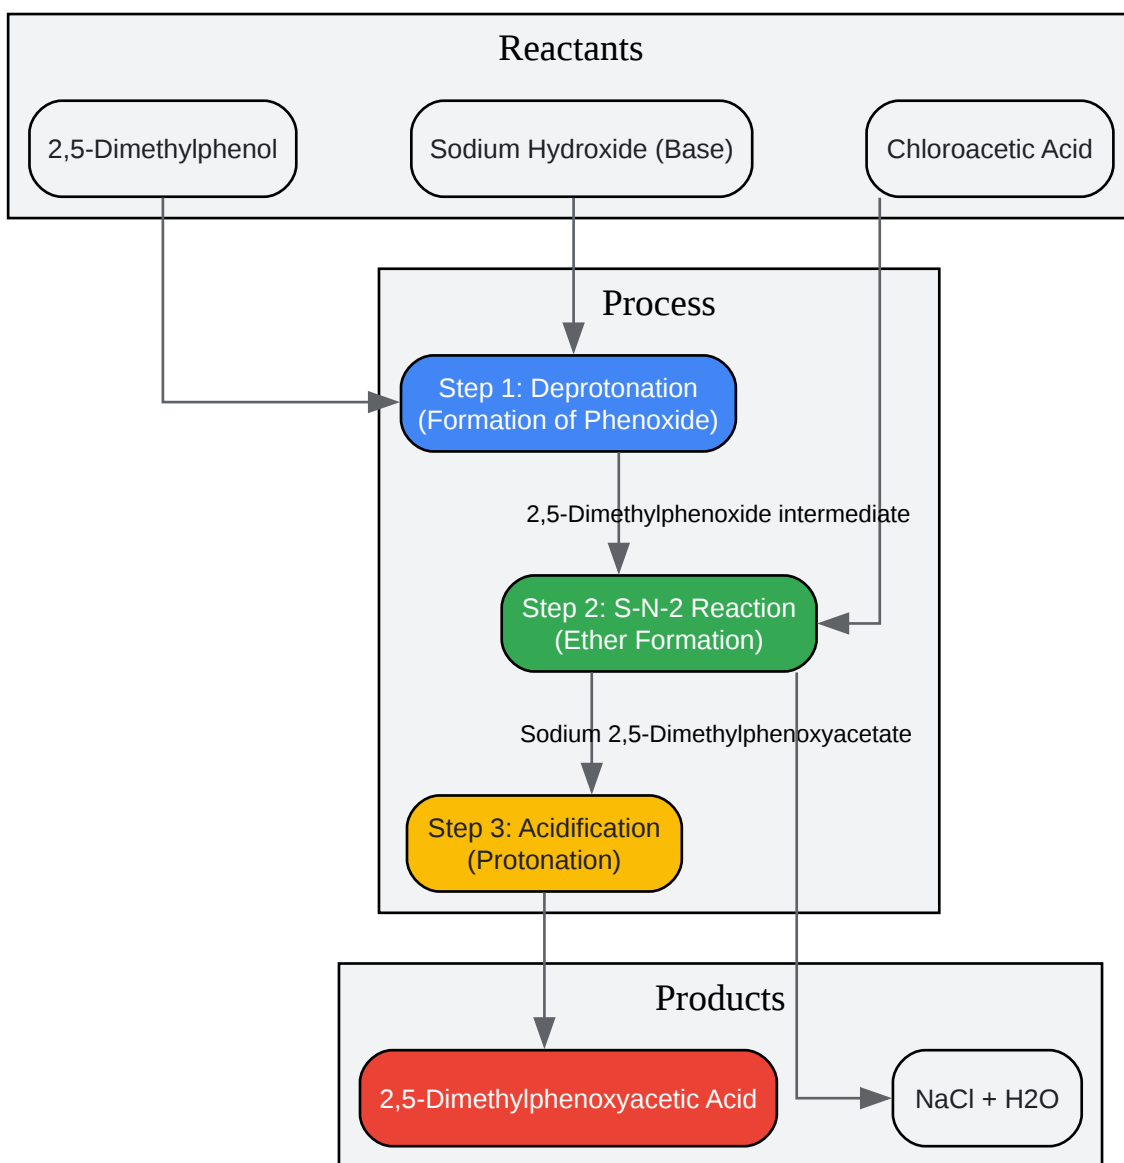 Reactants
2,5-Dimethylphenol
Sodium Hydroxide (Base)
Chloroacetic Acid
Process
Step 1: Deprotonation
(Formation of Phenoxide)
2,5-Dimethylphenoxide intermediate
Step 2: S-N-2 Reaction
(Ether Formation)
Sodium 2,5-Dimethylphenoxyacetate
Step 3: Acidification
(Protonation)
Products
2,5-Dimethylphenoxyacetic Acid
NaCl + H2O